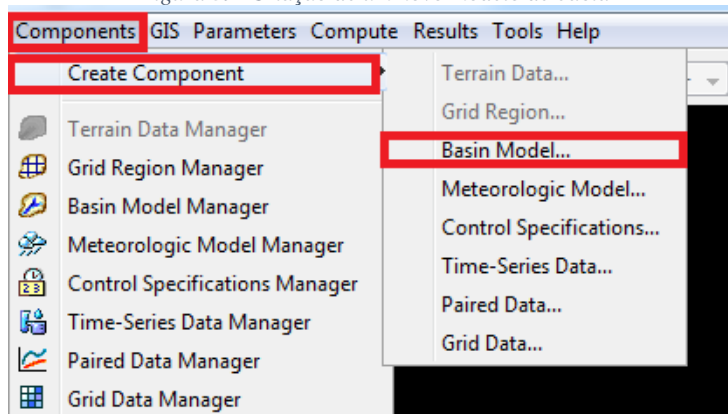 Components GIS Parameters Compute Results Tools Help
Create Component
Terrain Data Manager
Grid Region Manager
Basin Model Manager
Meteorologic Model Manager
Control Specifications Manager
Time-Series Data Manager
Paired Data Manager
Grid Data Manager
Terrain Data...
Grid Region...
Basin Model...
Meteorologic Model...
Control Specifications...
Time-Series Data...
Paired Data...
Grid Data...